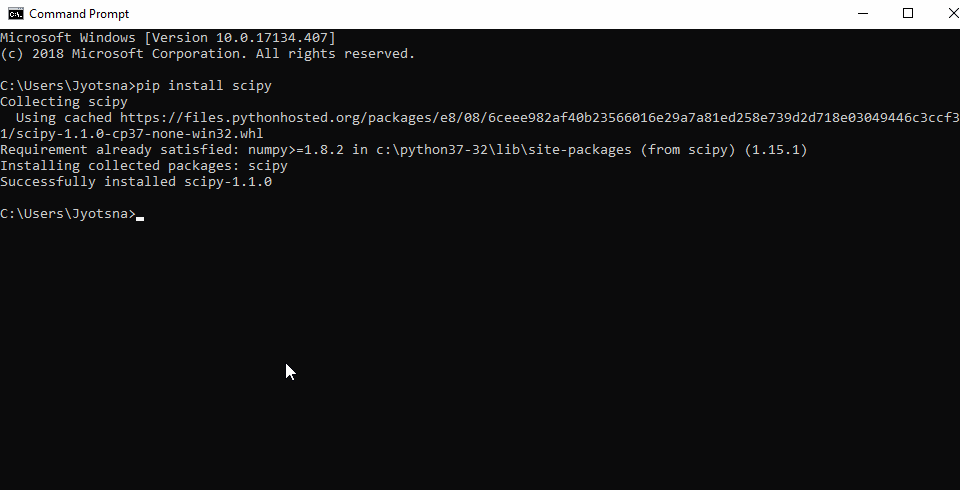 Command Prompt
Microsoft Windows [Version 10.0.17134.407]
(c) 2018 Microsoft Corporation. All rights reserved.
C:\Users\Jyotsna>pip install scipy
Collecting scipy
  Using cached https://files.pythonhosted.org/packages/e8/08/6ceee982af40b23566016e29a7a81ed258e739d2d718e03049446c3ccf3
1/scipy-1.1.0-cp37-none-win32.whl
Requirement already satisfied: numpy>=1.8.2 in c:\python37-32\lib\site-packages (from scipy) (1.15.1)
Installing collected packages: scipy
Successfully installed scipy-1.1.0
C:\Users\Jyotsna>